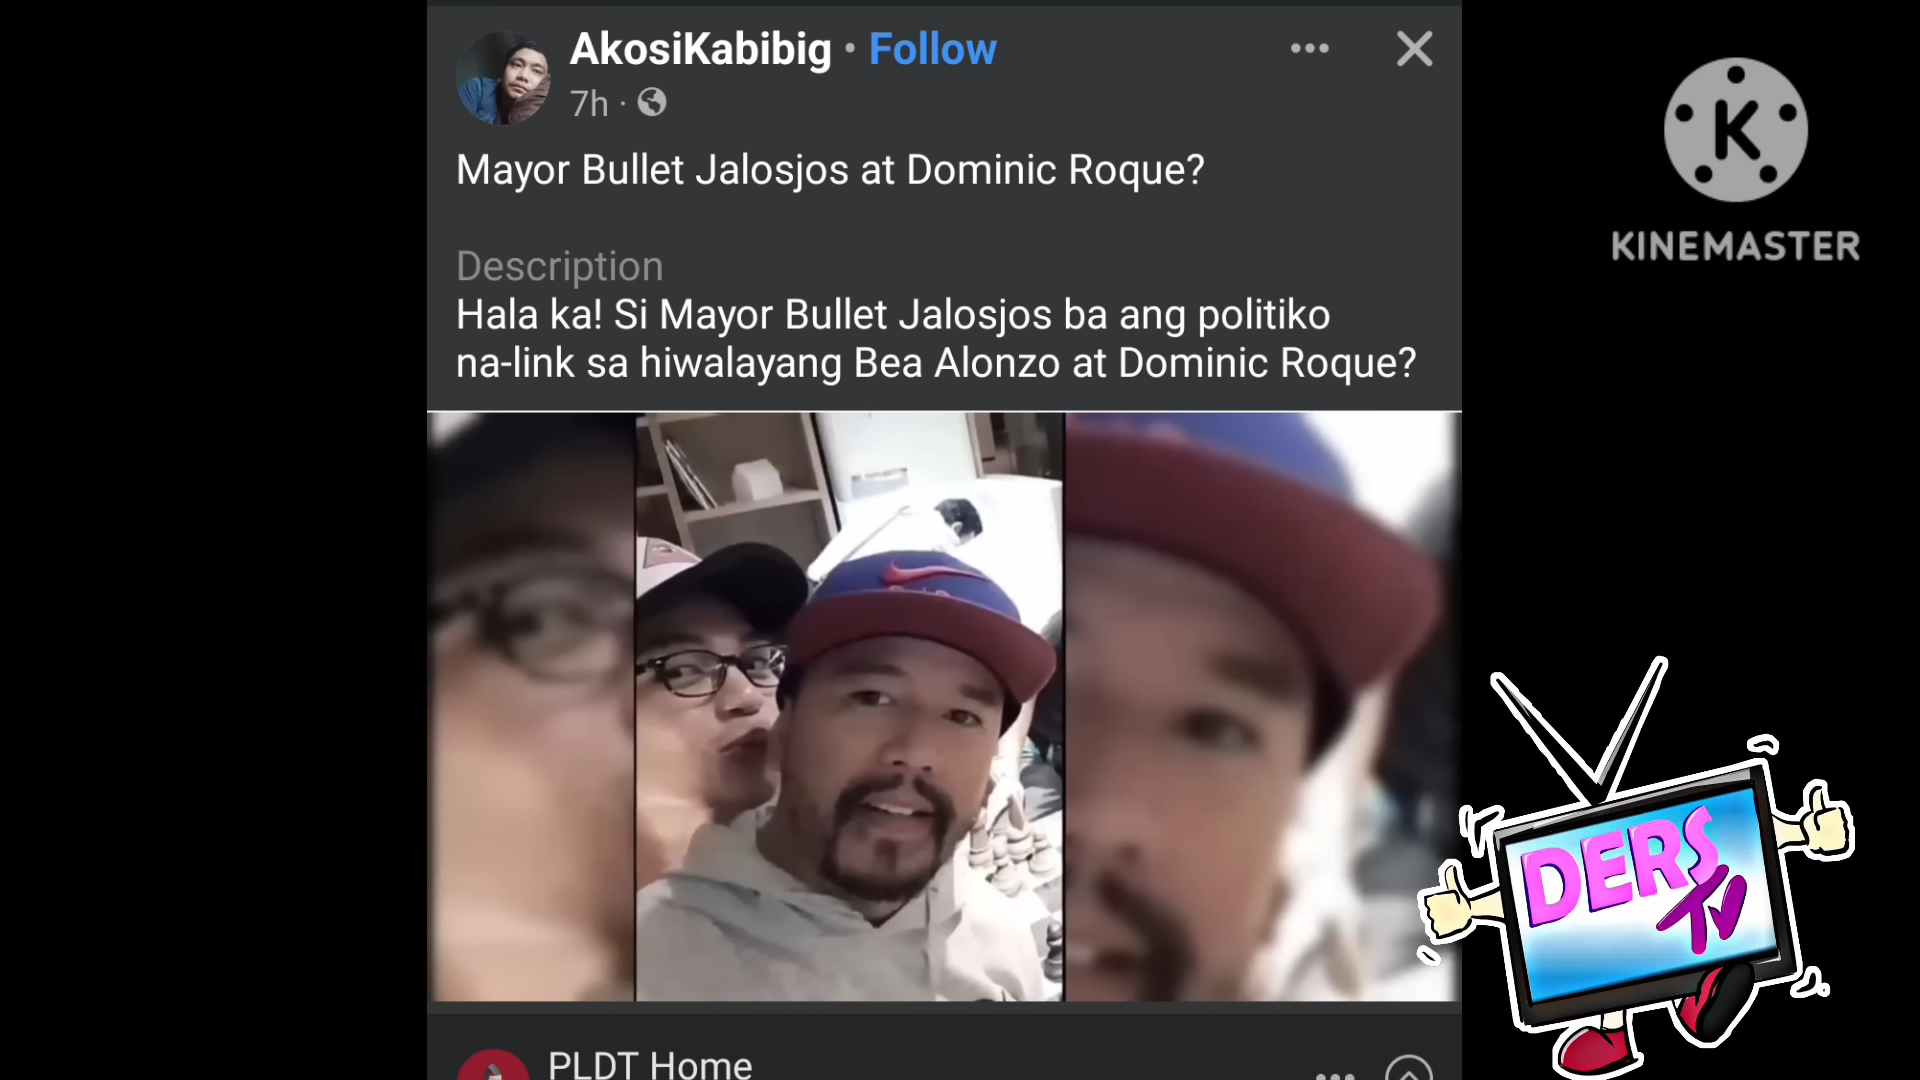 AkosiKabibig · Follow
7h ·
Mayor Bullet Jalosjos at Dominic Roque?
Description
Hala ka! Si Mayor Bullet Jalosjos ba ang politiko
na-link sa hiwalayang Bea Alonzo at Dominic Roque?
K
KINEMASTER
DERS
TV
PLDT Home